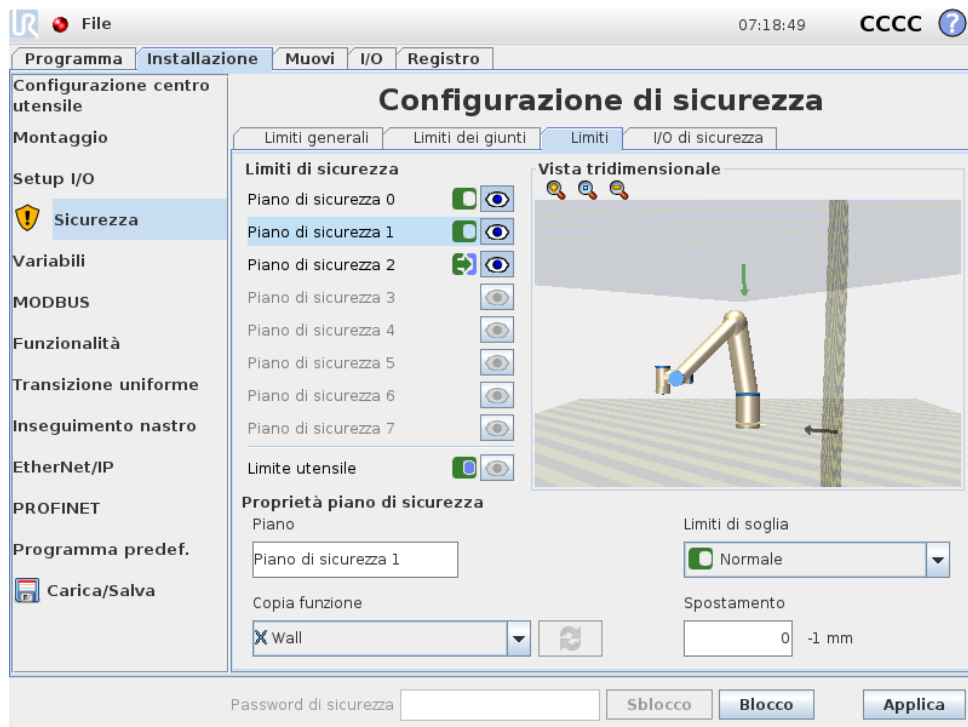 UR File 07:18:49 CCCC ?
Programma Installazione Muovi I/O Registro
Configurazione centro
utensile
Montaggio
Setup I/O
Sicurezza
Variabili
MODBUS
Funzionalità
Transizione uniforme
Inseguimento nastro
EtherNet/IP
PROFINET
Programma predef.
Carica/Salva
Configurazione di sicurezza
Limiti generali Limiti dei giunti Limiti I/O di sicurezza
Limiti di sicurezza
Piano di sicurezza 0
Piano di sicurezza 1
Piano di sicurezza 2
Piano di sicurezza 3
Piano di sicurezza 4
Piano di sicurezza 5
Piano di sicurezza 6
Piano di sicurezza 7
Limite utensile
Vista tridimensionale
Proprietà piano di sicurezza
Piano
Piano di sicurezza 1
Limiti di soglia
Normale
Copia funzione
Wall
Spostamento
0 -1 mm
Password di sicurezza Sblocco Blocco Applica